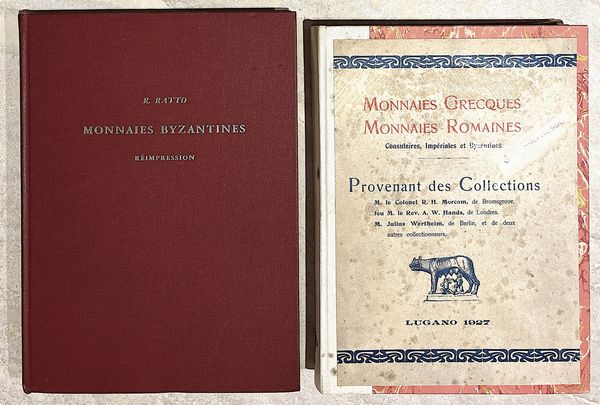 R. RATTO
MONNAIES BYZANTINES
RÉIMPRESSION
MONNAIES GRECQUES
MONNAIES ROMAINES
Consulaires, Impériales et Byzantines
Provenant des Collections
M. le Colonel R. H. Morcom, de Bromsgrove.
feu M. le Rev. A. W. Hands, de Londres.
M. Julius Wertheim, de Berlin, et de deux
autres collectionneurs.
LUGANO 1927